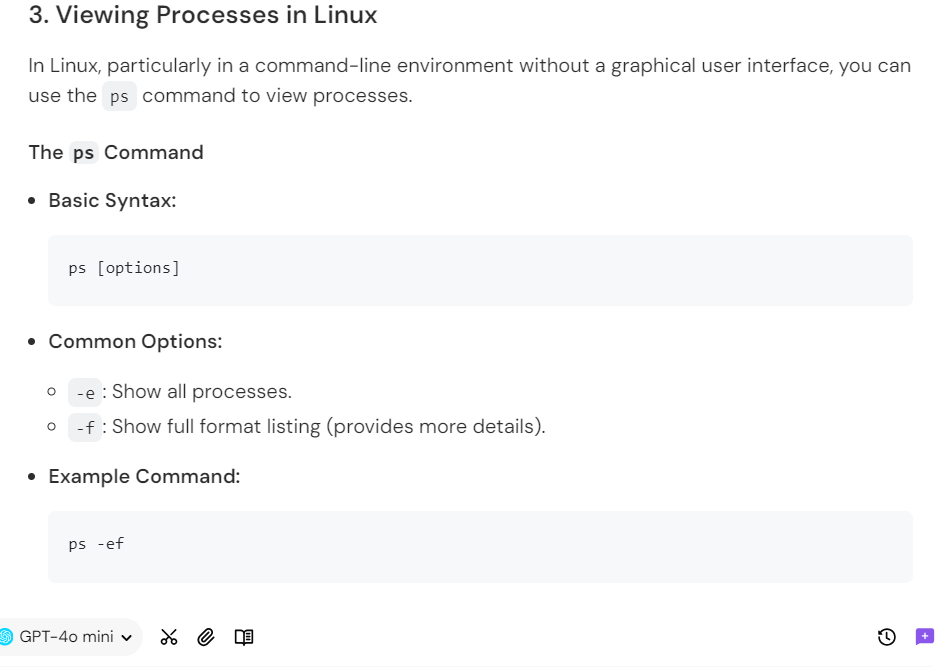 3. Viewing Processes in Linux
In Linux, particularly in a command-line environment without a graphical user interface, you can
use the ps command to view processes.
The ps Command
• Basic Syntax:
ps [options]
• Common Options:
○ -e: Show all processes.
○ -f: Show full format listing (provides more details).
• Example Command:
ps -ef
GPT-4o mini